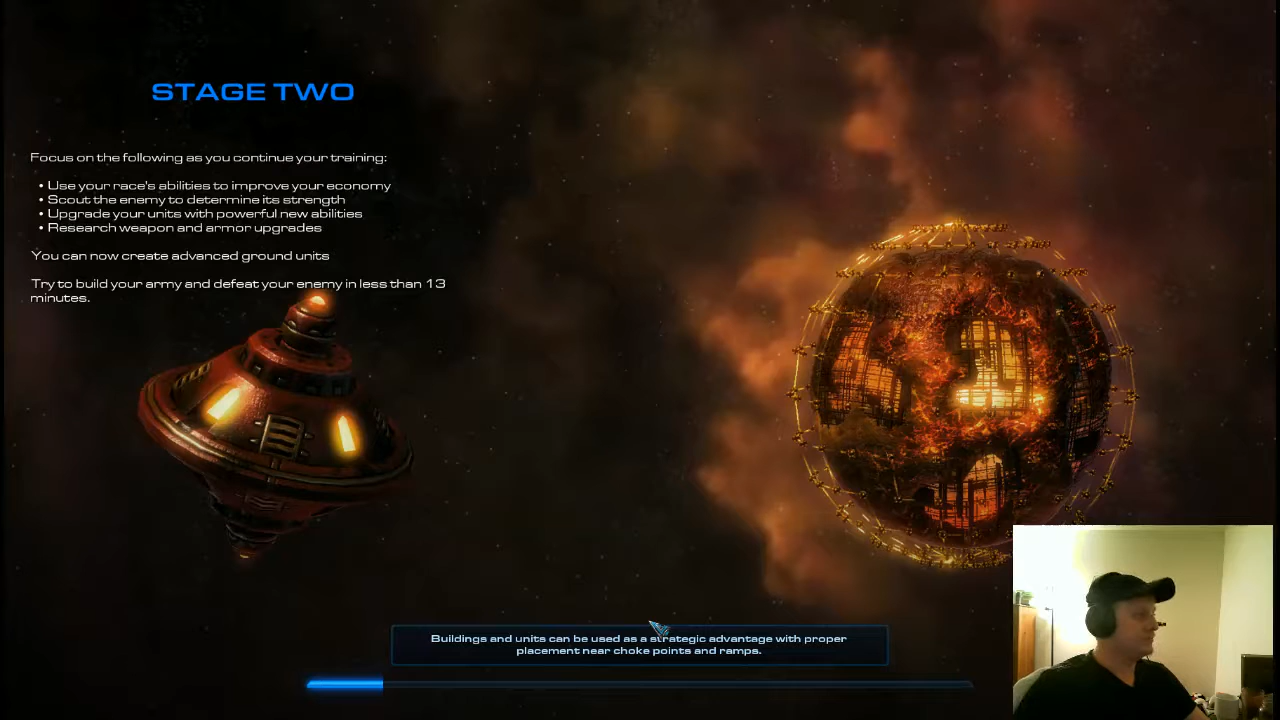 STAGE TWO
Focus on the following as you continue your training:
• Use your race's abilities to improve your economy
• Scout the enemy to determine its strength
• Upgrade your units with powerful new abilities
• Research weapon and armor upgrades
You can now create advanced ground units
Try to build your army and defeat your enemy in less than 13
minutes.
Buildings and units can be used as a strategic advantage with proper
placement near choke points and ramps.